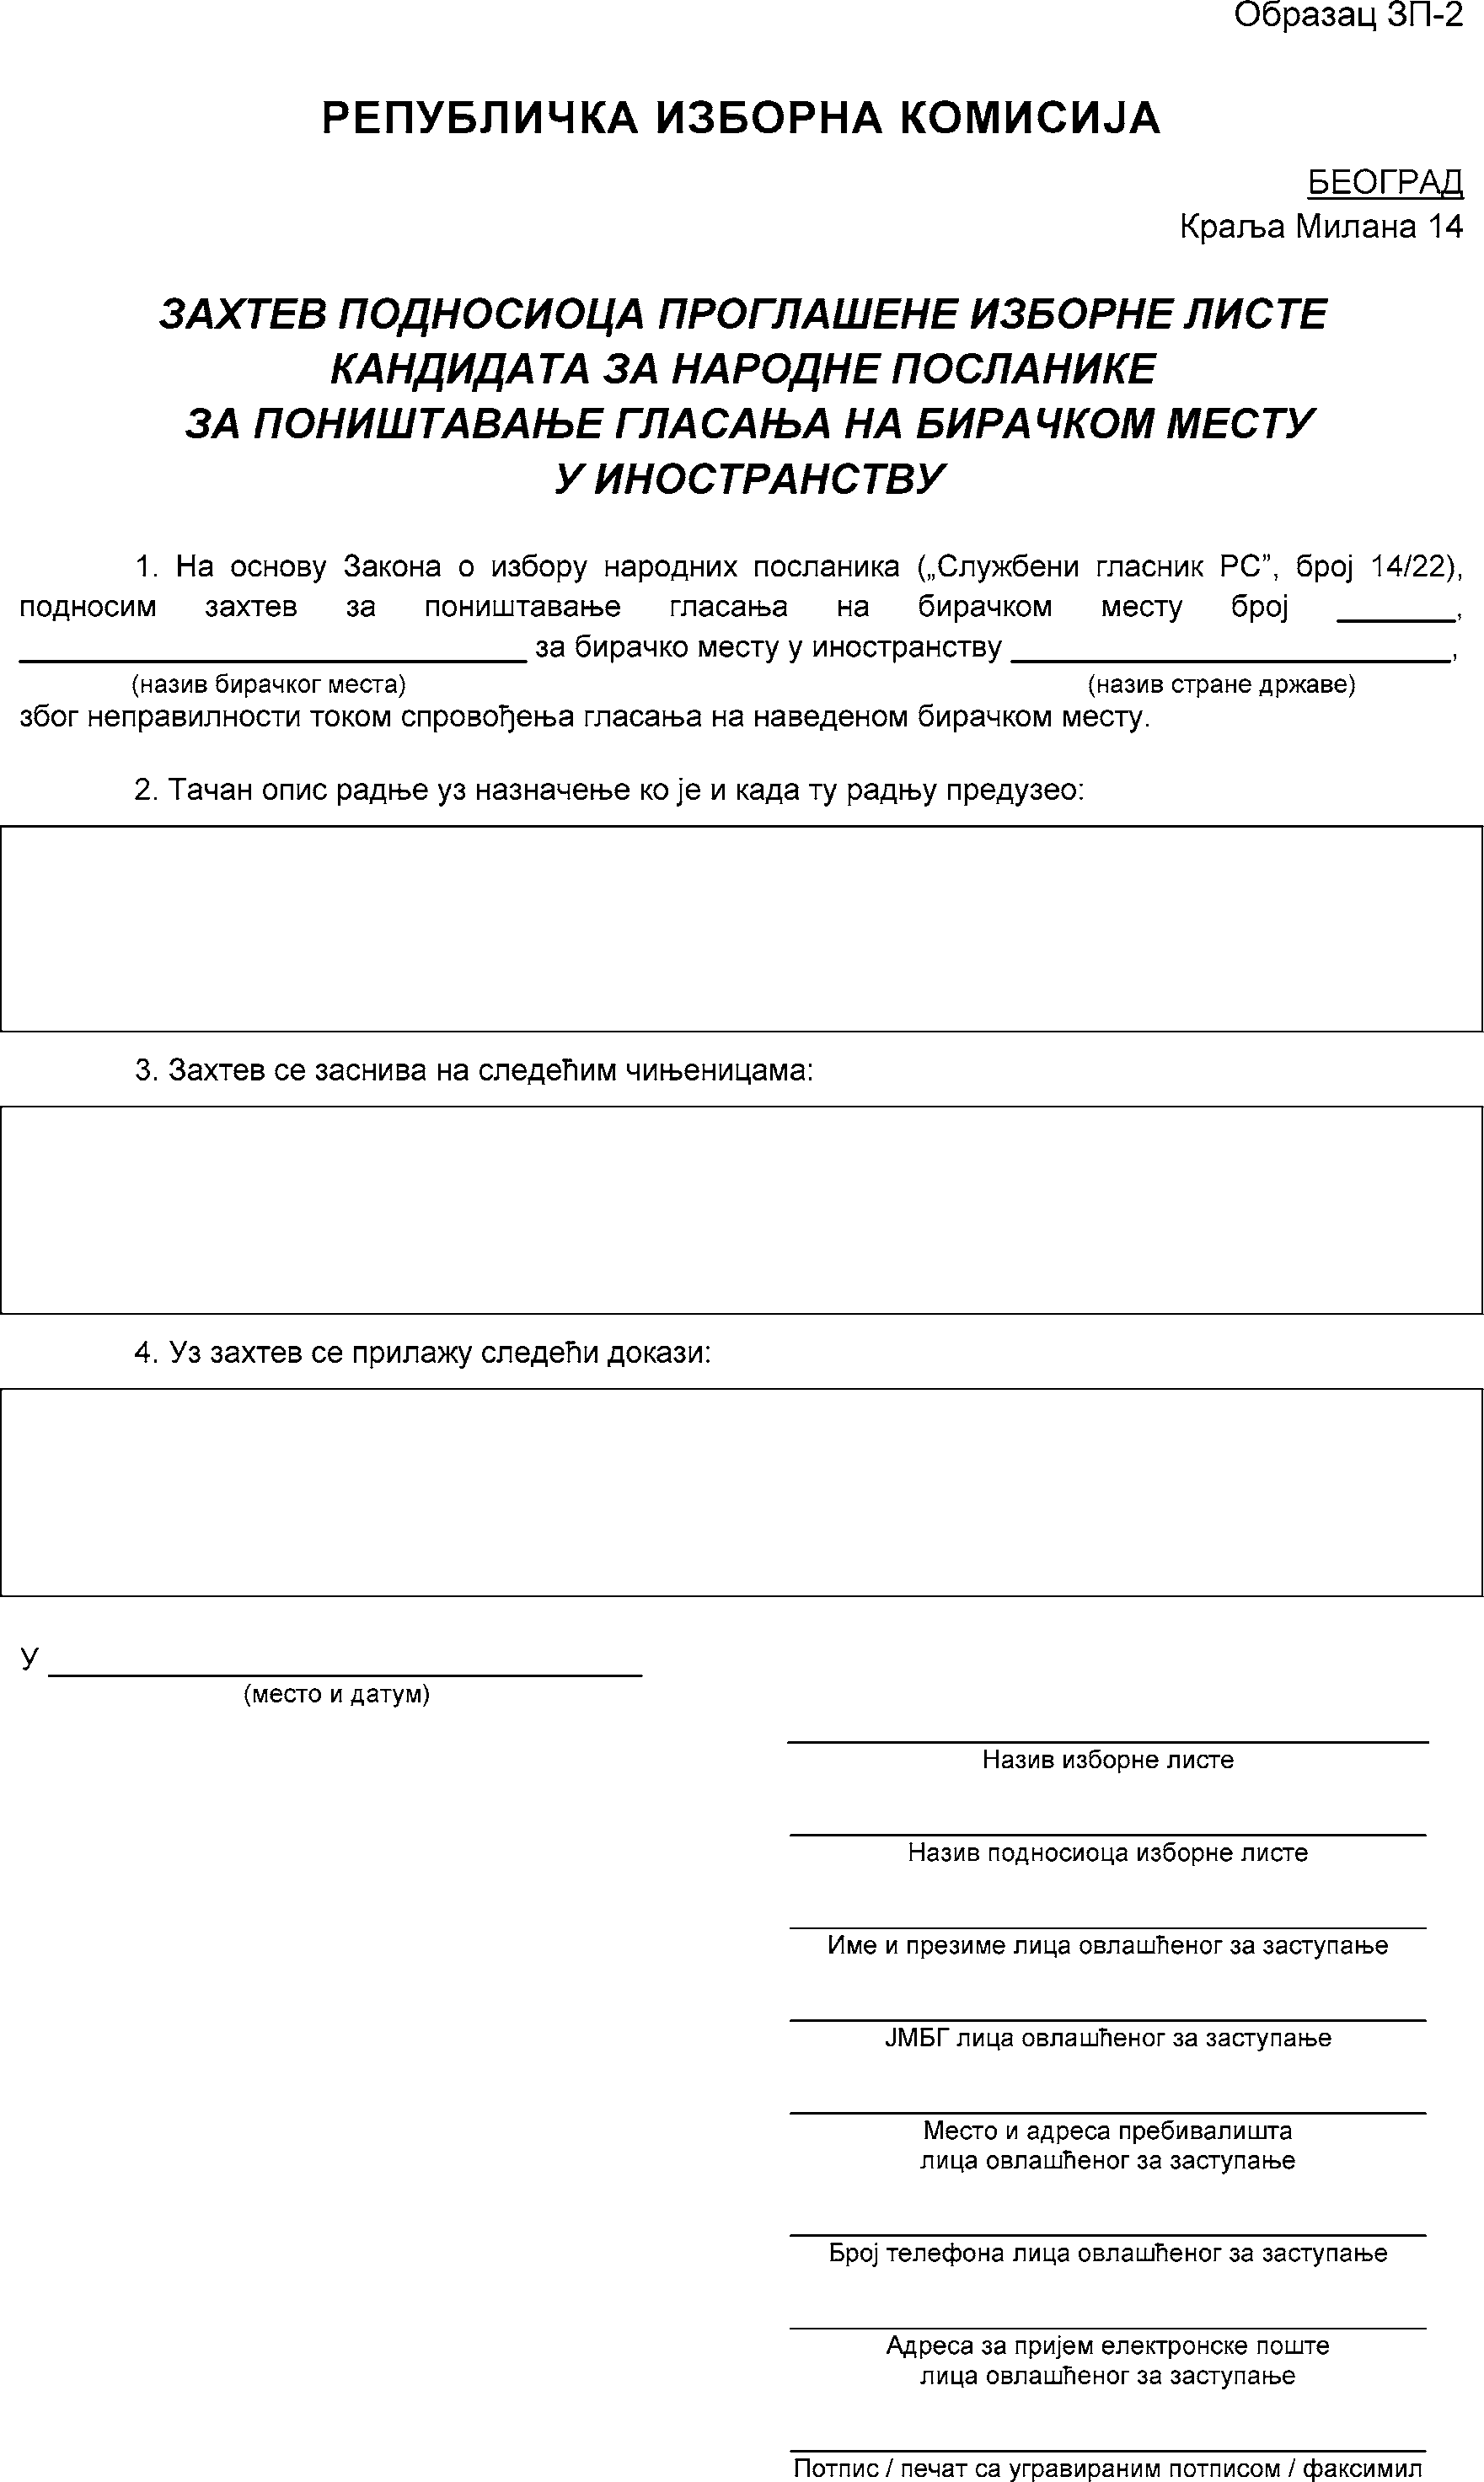 Образац ЗП-2
РЕПУБЛИЧКА ИЗБОРНА КОМИСИЈА
БЕОГРАД
Краља Милана 14
ЗАХТЕВ ПОДНОСИОЦА ПРОГЛАШЕНЕ ИЗБОРНЕ ЛИСТЕ
КАНДИДАТА ЗА НАРОДНЕ ПОСЛАНИКЕ
ЗА ПОНИШТАВАЊЕ ГЛАСАЊА НА БИРАЧКОМ МЕСТУ
У ИНОСТРАНСТВУ
1. На основу Закона о избору народних посланика („Службени гласник РС”, број 14/22),
подносим захтев за поништавање гласања на бирачком месту број _______,
______________________________ за бирачко месту у иностранству __________________________,
(назив бирачког места) (назив стране државе)
због неправилности током спровођења гласања на наведеном бирачком месту.
2. Тачан опис радње уз назначење ко је и када ту радњу предузео:
3. Захтев се заснива на следећим чињеницама:
4. Уз захтев се прилажу следећи докази:
У ___________________________________
(место и датум)
Назив изборне листе
Назив подносиоца изборне листе
Име и презиме лица овлашћеног за заступање
ЈМБГ лица овлашћеног за заступање
Место и адреса пребивалишта
лица овлашћеног за заступање
Број телефона лица овлашћеног за заступање
Адреса за пријем електронске поште
лица овлашћеног за заступање
Потпис / печат са угравираним потписом / факсимил